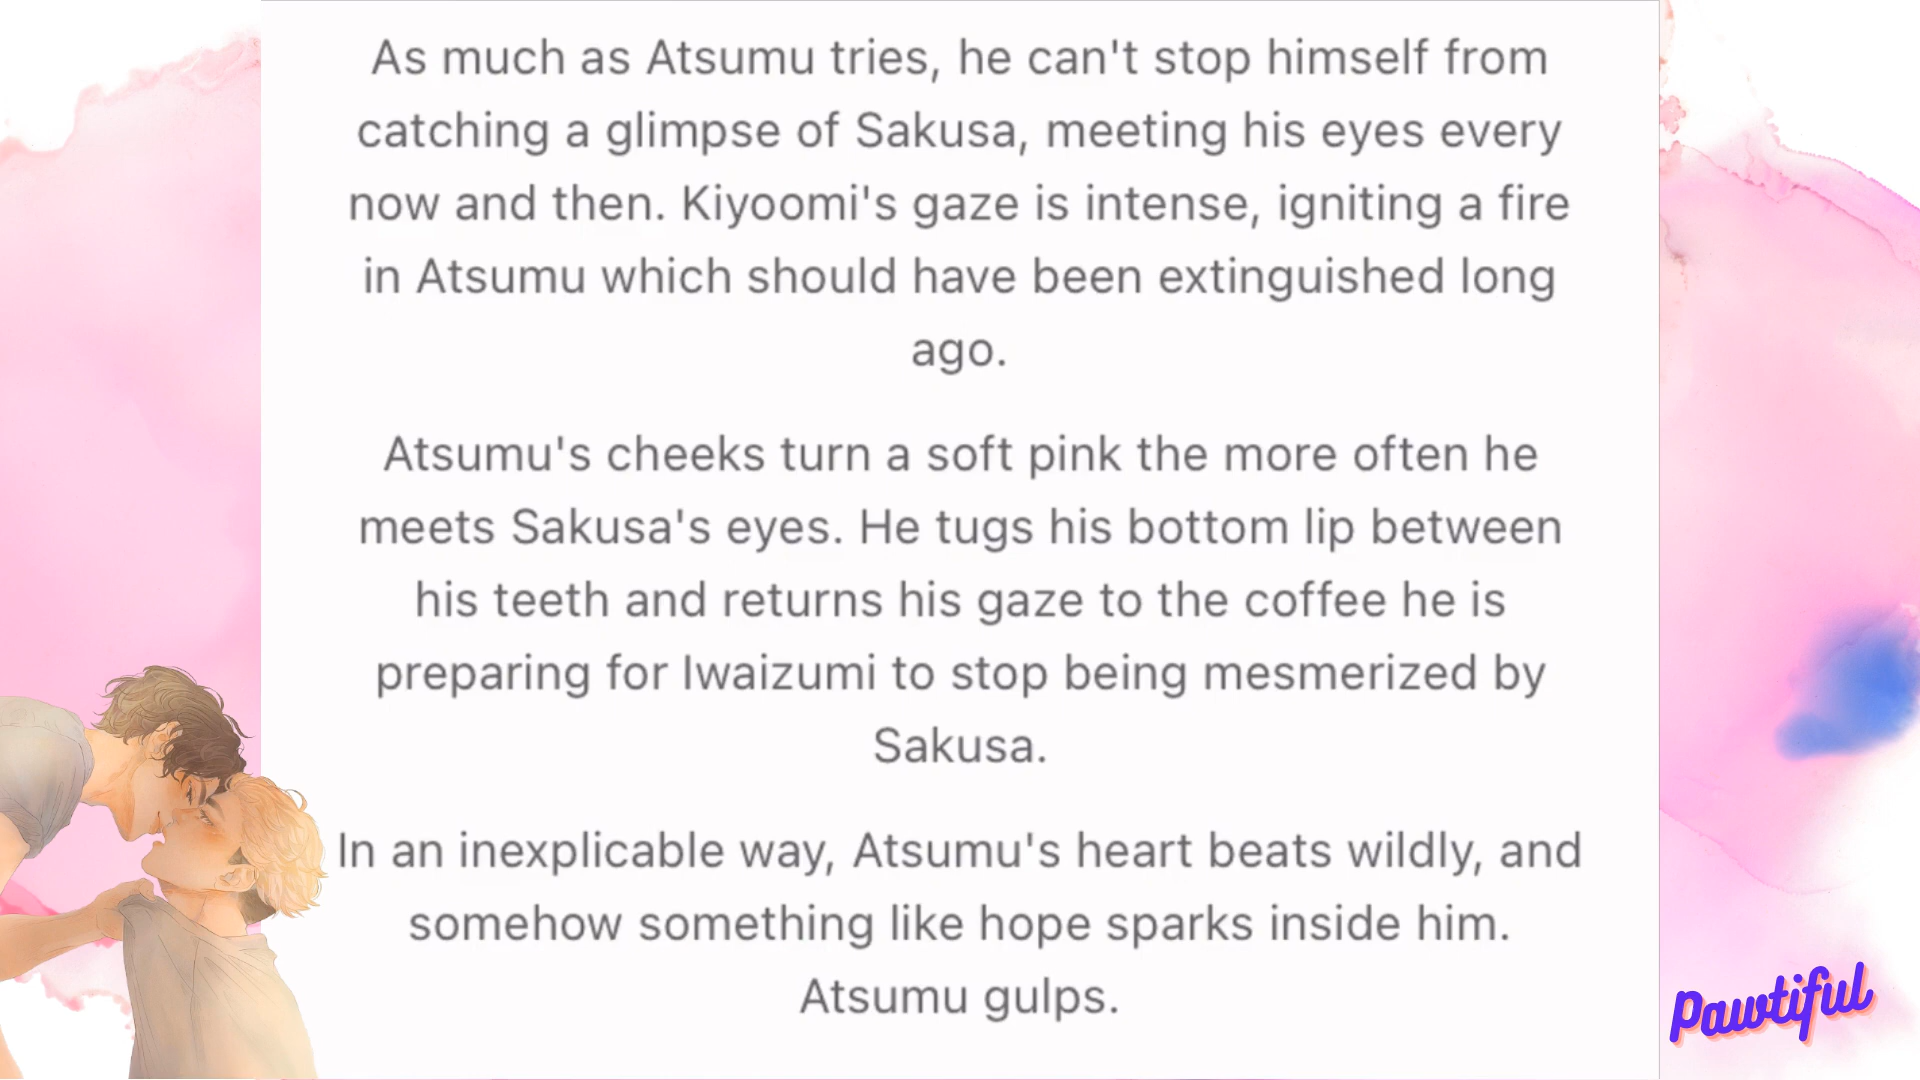 As much as Atsumu tries, he can't stop himself from
catching a glimpse of Sakusa, meeting his eyes every
now and then. Kiyoomi's gaze is intense, igniting a fire
in Atsumu which should have been extinguished long
ago.
Atsumu's cheeks turn a soft pink the more often he
meets Sakusa's eyes. He tugs his bottom lip between
his teeth and returns his gaze to the coffee he is
preparing for Iwaizumi to stop being mesmerized by
Sakusa.
In an inexplicable way, Atsumu's heart beats wildly, and
somehow something like hope sparks inside him.
Atsumu gulps.
Pawtiful